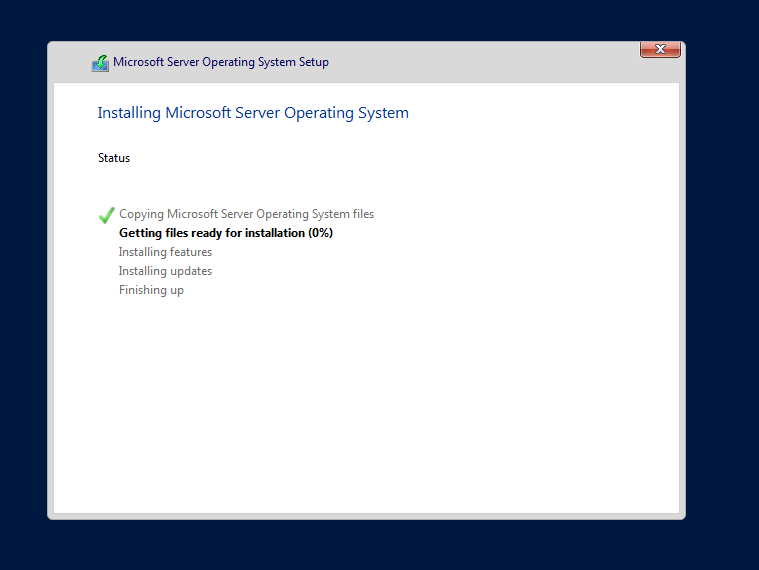 Microsoft Server Operating System Setup
Installing Microsoft Server Operating System
Status
Copying Microsoft Server Operating System files
Getting files ready for installation (0%)
Installing features
Installing updates
Finishing up